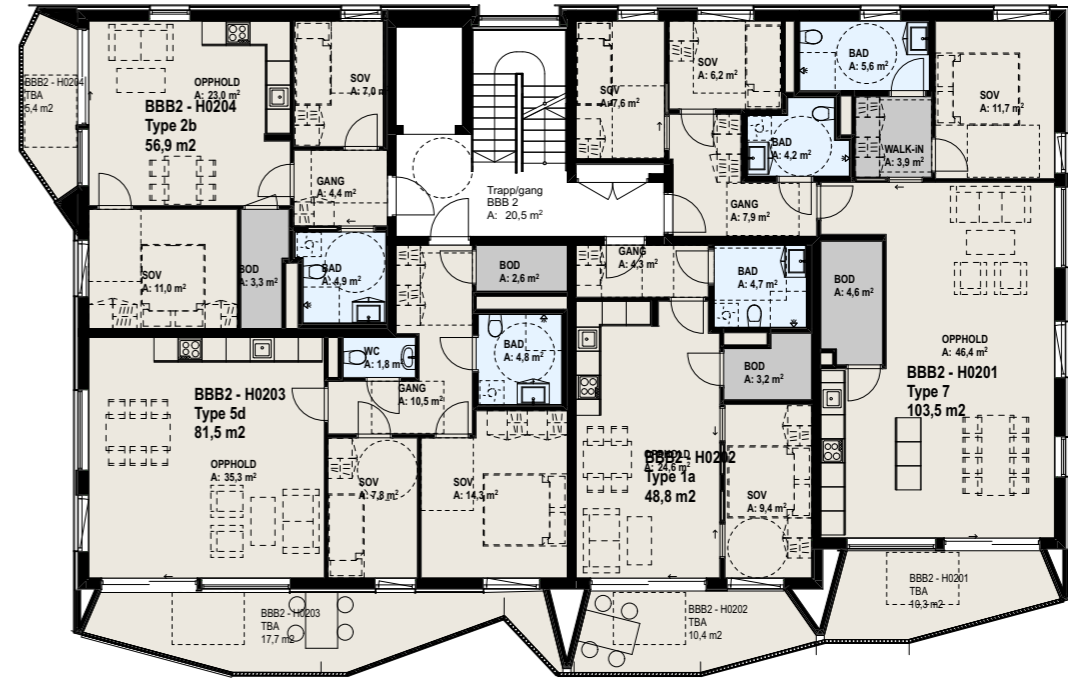 BBB2 - H0204
TBA
5,4 m²
OPPHOLD
A: 23,0 m²
BBB2 - H0204
Type 2b
56,9 m2
SOV
A: 7,0
GANG
A: 4,4 m²
SOV
A: 11,0 m²
BOD
A: 3,3 m²
BAD
A: 4,9 m²
Trapp/gang
BBB 2
A: 20,5 m²
SOV
A: 7,6 m²
SOV
A: 6,2 m²
BAD
A: 5,6 m²
SOV
A: 11,7 m²
BAD
A: 4,2 m²
WALK-iN
A: 3,9 m²
GANG
A: 7,9 m²
BOD
A: 4,6 m²
OPPHOLD
A: 46,4 m²
BBB2 - H0201
Type 7
103,5 m2
BOD
A: 2,6 m²
GANG
A: 4,3 m²
BAD
A: 4,7 m²
WC
A: 1,8 m²
BAD
A: 4,8 m²
BOD
A: 3,2 m²
GANG
A: 10,5 m²
BBB2 - H0203
Type 5d
81,5 m2
OPPHOLD
A: 35,3 m²
SOV
A: 7,8 m²
SOV
A: 14,3 m²
OPPHOLD
A: 24,6 m²
BBB2 - H0202
Type 1a
48,8 m2
SOV
A: 9,4 m²
BBB2 - H0203
TBA
17,7 m2
BBB2 - H0202
TBA
10,4 m2
BBB2 - H0201
TBA
10,3 m2